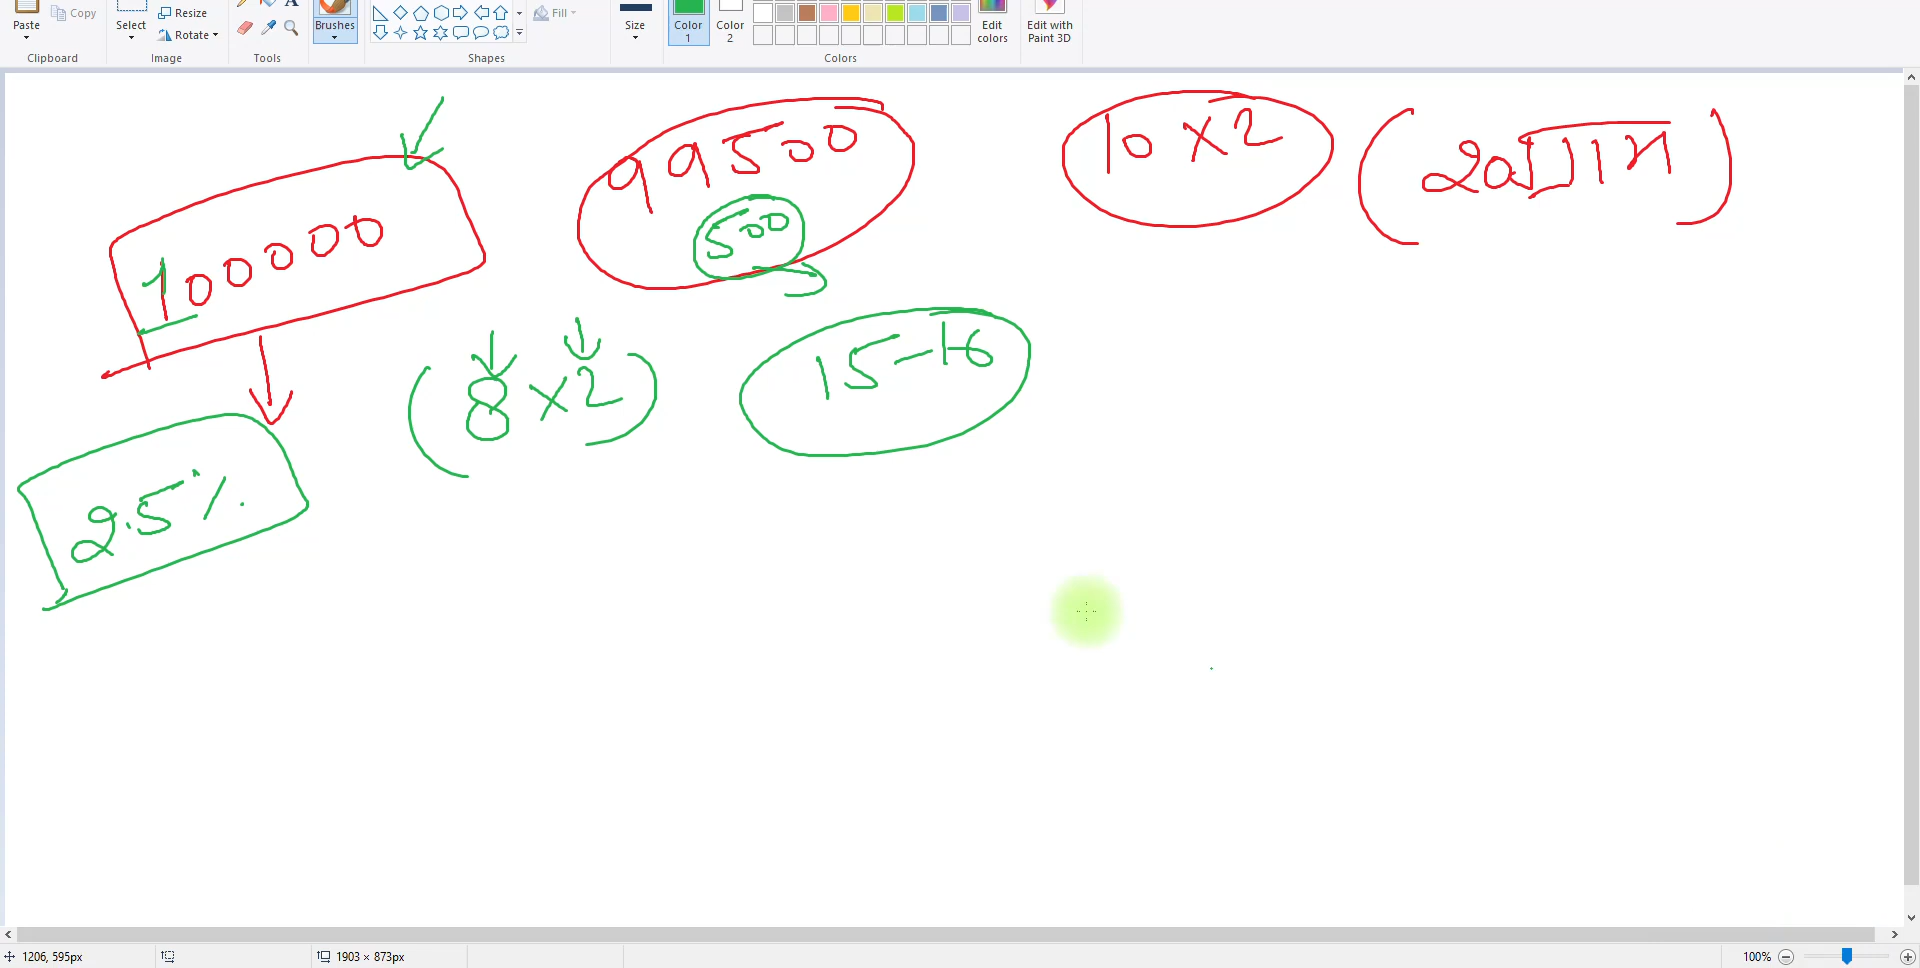 Paste
Copy
Clipboard
Select
Resize
Rotate
Image
Tools
Brushes
Shapes
Fill
Size
Color 1
Color 2
Edit colors
Edit with Paint 3D
Colors
100000
99500
500
10 x 2
8 x 2
15-16
2.5%
1206, 595px
1903 × 873px
100%